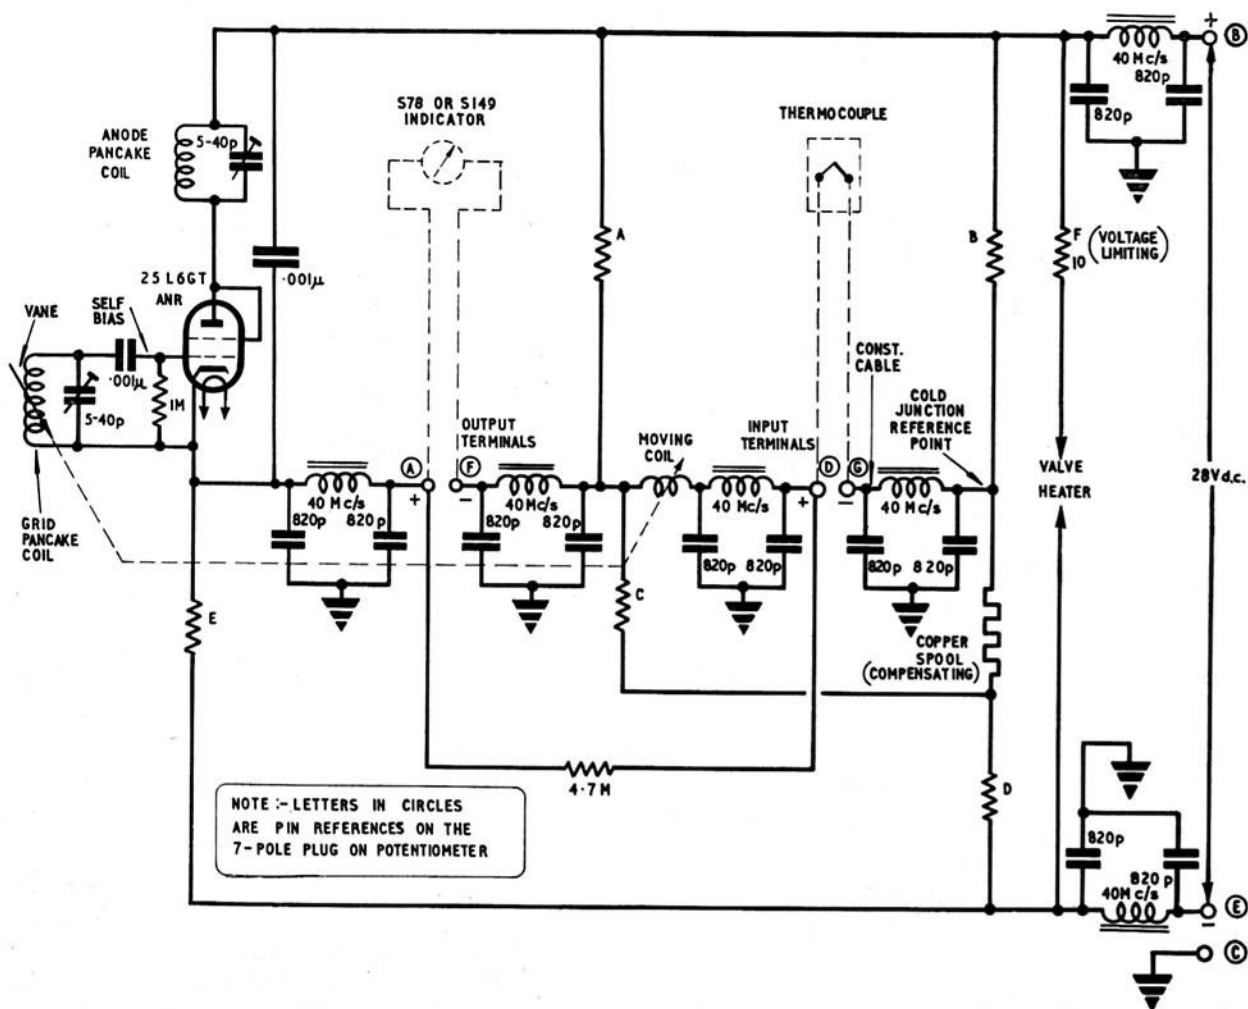 +
B
40 Mc/s
820p
820p
S78 OR S149
INDICATOR
THERMOCOUPLE
ANODE
PANCAKE
COIL
5-40p
A
B
F
10
(VOLTAGE
LIMITING)
.001μ
25 L6GT
ANR
SELF
BIAS
VANE
CONST.
CABLE
.001μ
5-40p
1M
COLD
JUNCTION
REFERENCE
POINT
OUTPUT
TERMINALS
MOVING
COIL
INPUT
TERMINALS
VALVE
HEATER
28V d.c.
A
F
D
G
+
-
+
-
40 Mc/s
40 Mc/s
40 Mc/s
40 Mc/s
820p
820p
820p
820p
820p
820p
820p
820p
GRID
PANCAKE
COIL
E
C
COPPER
SPOOL
(COMPENSATING)
4·7 M
D
NOTE :- LETTERS IN CIRCLES
ARE PIN REFERENCES ON THE
7-POLE PLUG ON POTENTIOMETER
820p
820p
40Mc/s
E
-
C